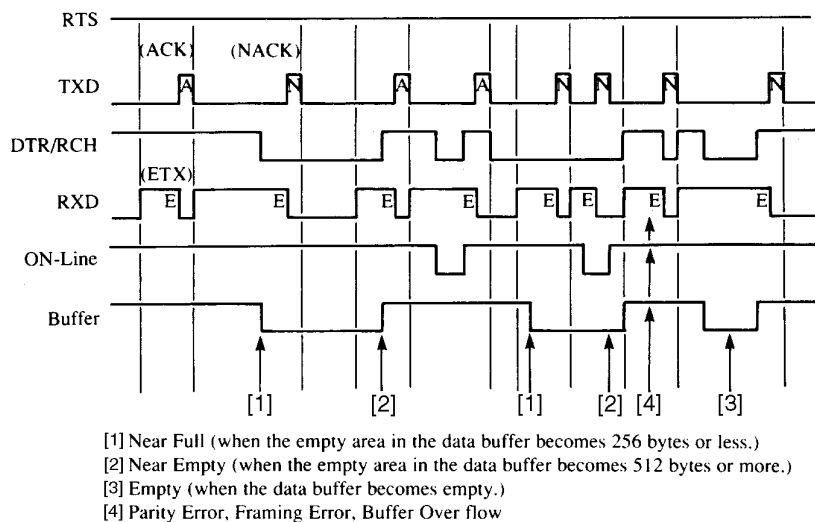 RTS
(ACK) (NACK)
TXD A N A A N N N N
DTR/RCH
(ETX)
RXD E E E E E E E E
ON-Line
Buffer
[1] [2] [1] [2] [4] [3]
[1] Near Full (when the empty area in the data buffer becomes 256 bytes or less.)
[2] Near Empty (when the empty area in the data buffer becomes 512 bytes or more.)
[3] Empty (when the data buffer becomes empty.)
[4] Parity Error, Framing Error, Buffer Over flow